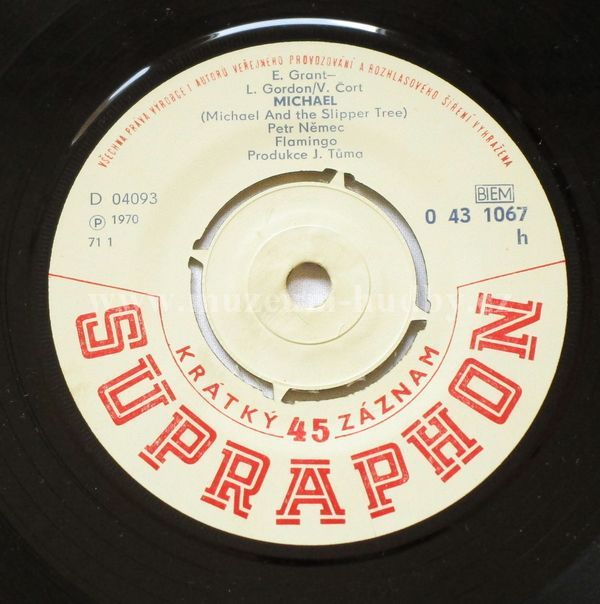 VŠECHNA PRÁVA VÝROBCE I AUTORŮ VEŘEJNÉHO PROVOZOVÁNÍ A ROZHLASOVÉHO ŠÍŘENÍ VYHRAŽENA
E. Grant–
L. Gordon/V. Čort
MICHAEL
(Michael And the Slipper Tree)
Petr Němec
Flamingo
Produkce J. Tůma
D 04093
℗ 1970
71 1
BIEM
0 43 1067
h
KRÁTKÝ 45 ZÁZNAM
SUPRAPHON